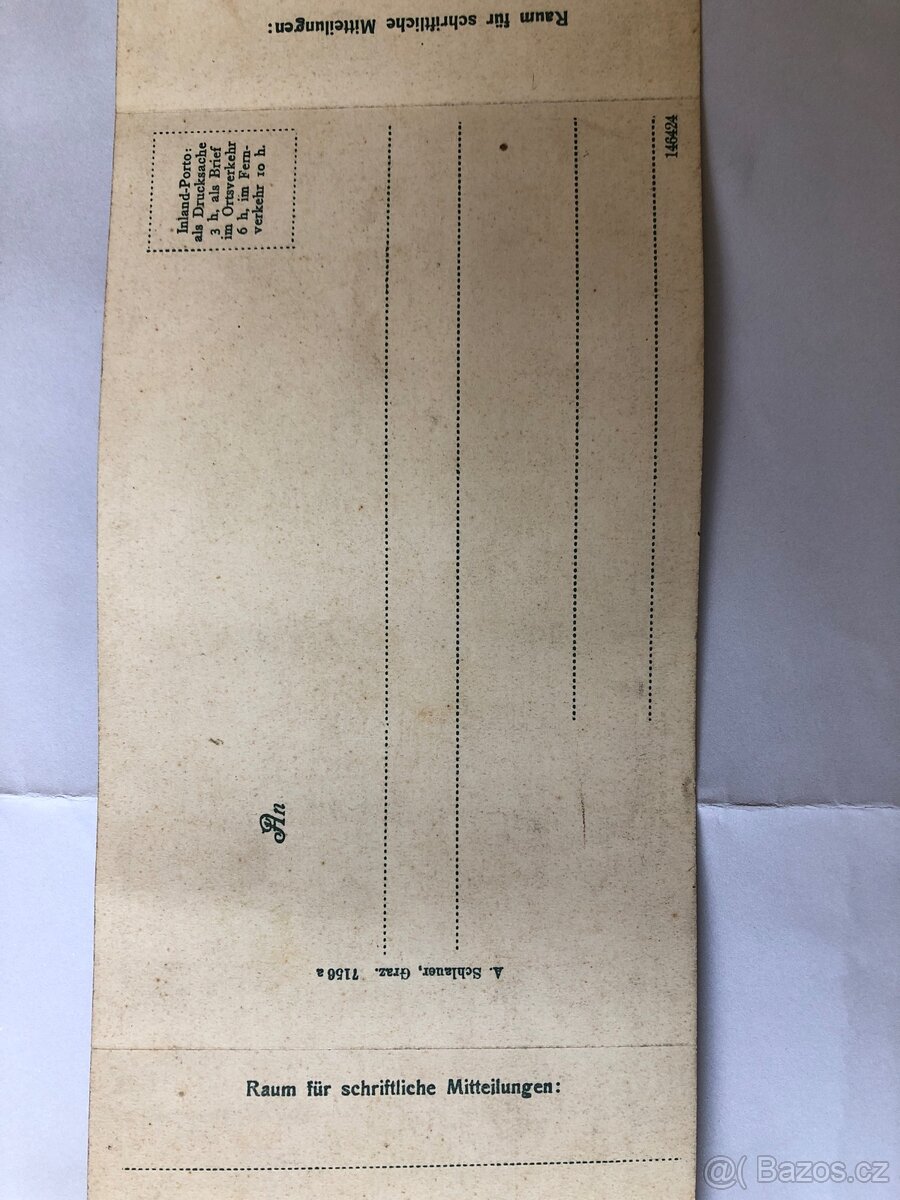 Raum für schriftliche Mitteilungen:
Inland-Porto:
als Drucksache
3 h, als Brief
im Ortsverkehr
6 h, im Fern-
verkehr 10 h.
146424
An
A. Schlauer, Graz. 7156 a
Raum für schriftliche Mitteilungen:
@( Bazos.cz